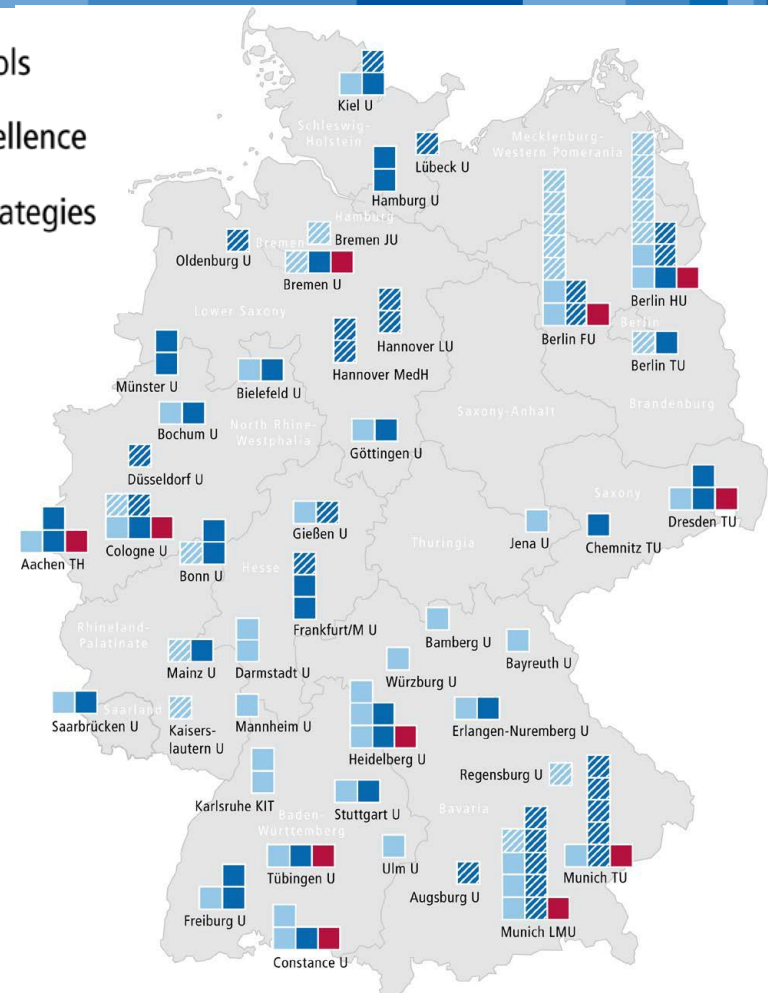 ols
ellence
rategies
Kiel U
Schleswig-
Holstein
Mecklenburg-
Western Pomerania
Lübeck U
Hamburg U
Hamburg
Bremen JU
Oldenburg U
Bremen
Bremen U
Berlin HU
Lower Saxony
Hannover LU
Berlin FU
Berlin
Berlin TU
Münster U
Hannover MedH
Bielefeld U
Saxony-Anhalt
Brandenburg
Bochum U
North Rhine-
Westphalia
Göttingen U
Düsseldorf U
Saxony
Dresden TU
Gießen U
Jena U
Chemnitz TU
Thuringia
Aachen TH
Cologne U
Bonn U
Hesse
Rhineland-
Palatinate
Frankfurt/M U
Bamberg U
Bayreuth U
Mainz U
Darmstadt U
Würzburg U
Saarland
Saarbrücken U
Kaisers-
lautern U
Mannheim U
Erlangen-Nuremberg U
Heidelberg U
Regensburg U
Karlsruhe KIT
Baden-
Württemberg
Stuttgart U
Bavaria
Tübingen U
Ulm U
Augsburg U
Munich TU
Freiburg U
Munich LMU
Constance U